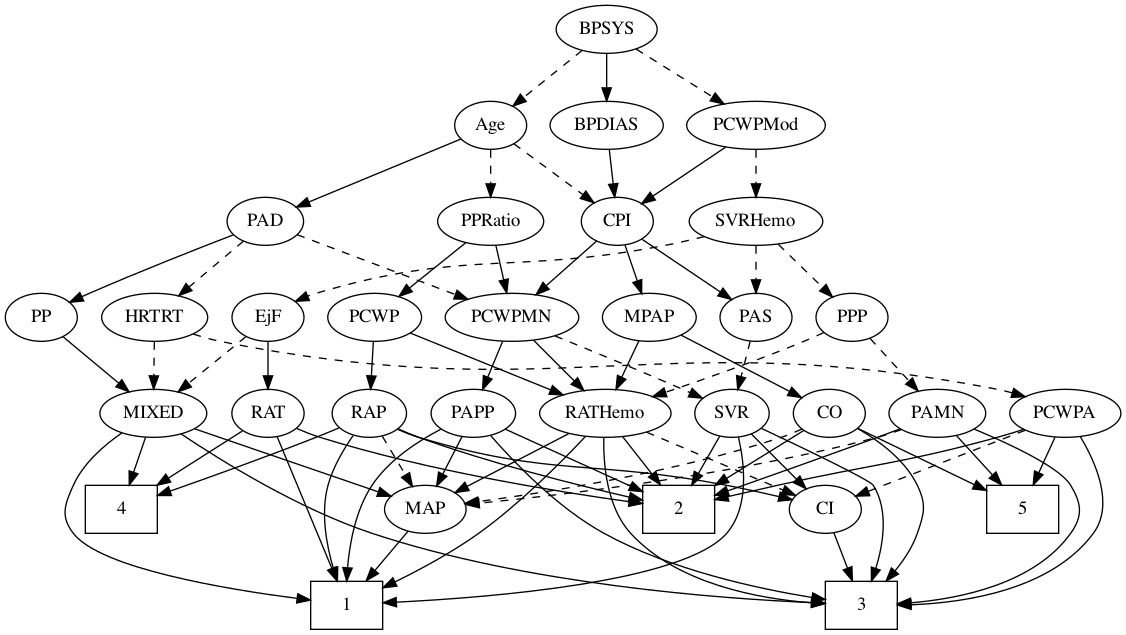 BPSYS
Age BPDIAS PCWPMod
PAD PPRatio CPI SVRHemo
PP HRTRT EjF PCWP PCWPMN MPAP PAS PPP
MIXED RAT RAP PAPP RATHemo SVR CO PAMN PCWPA
4 MAP 2 CI 5
1 3